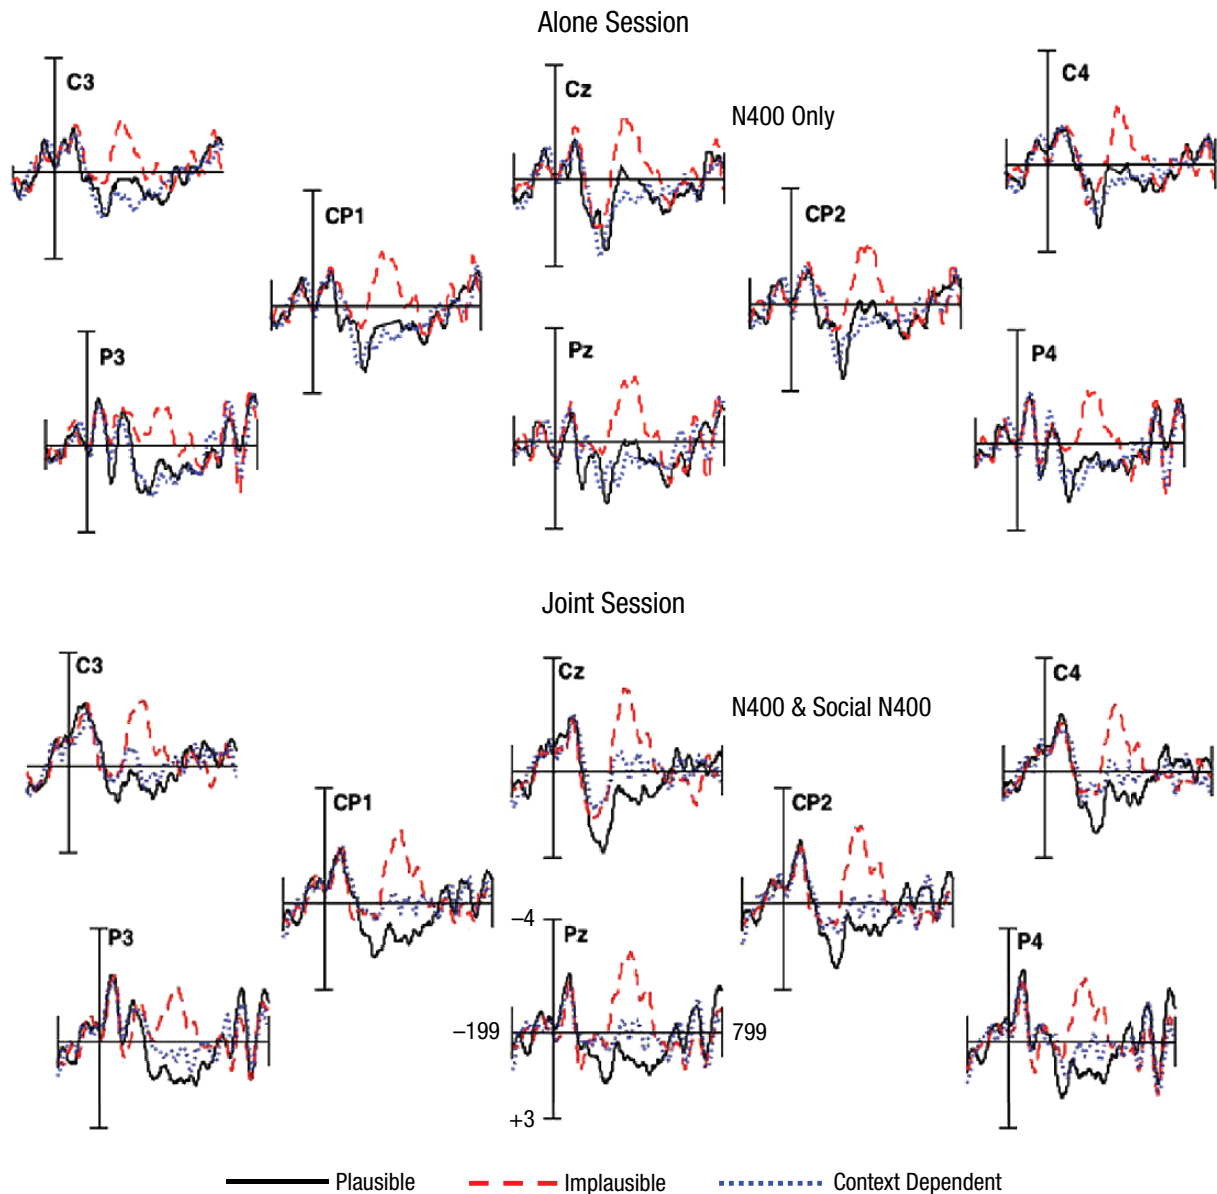 Alone Session
C3
Cz
N400 Only
C4
CP1
CP2
P3
Pz
P4
Joint Session
C3
Cz
N400 & Social N400
C4
CP1
CP2
−4
P3
Pz
P4
−199
799
+3
Plausible
Implausible
Context Dependent